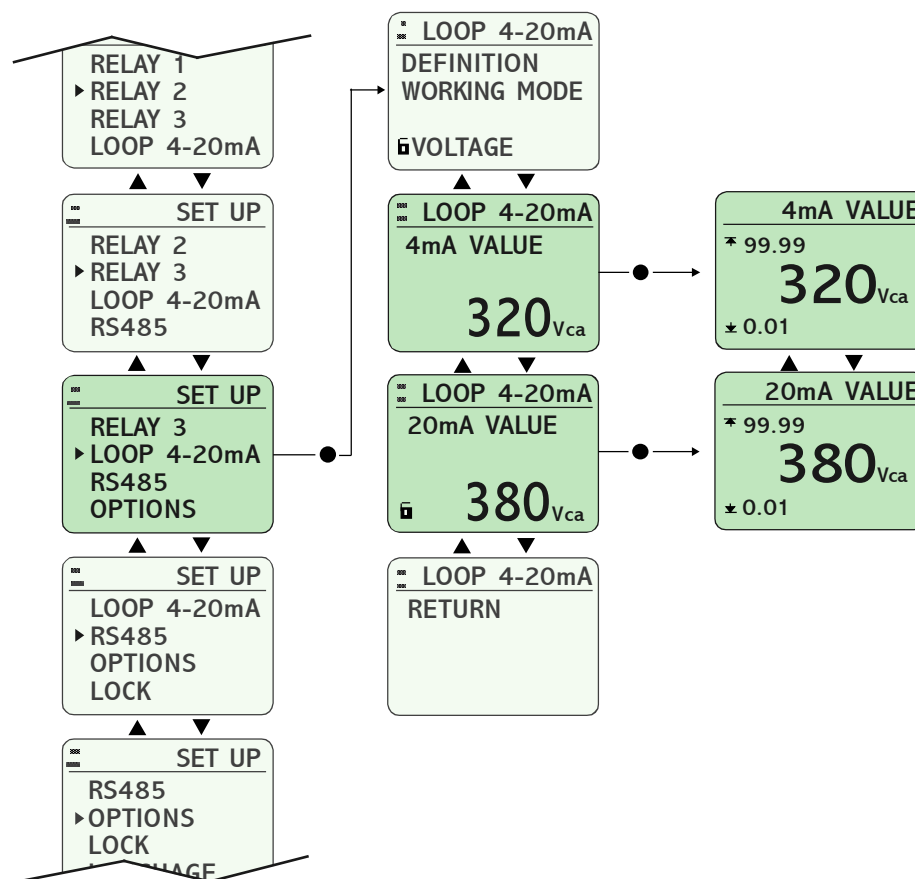 RELAY 1
RELAY 2
RELAY 3
LOOP 4-20mA
SET UP
RELAY 2
RELAY 3
LOOP 4-20mA
RS485
SET UP
RELAY 3
LOOP 4-20mA
RS485
OPTIONS
SET UP
LOOP 4-20mA
RS485
OPTIONS
LOCK
SET UP
RS485
OPTIONS
LOCK
LOOP 4-20mA
DEFINITION
WORKING MODE
VOLTAGE
LOOP 4-20mA
4mA VALUE
320Vca
LOOP 4-20mA
20mA VALUE
380Vca
LOOP 4-20mA
RETURN
4mA VALUE
99.99
320Vca
0.01
20mA VALUE
99.99
380Vca
0.01